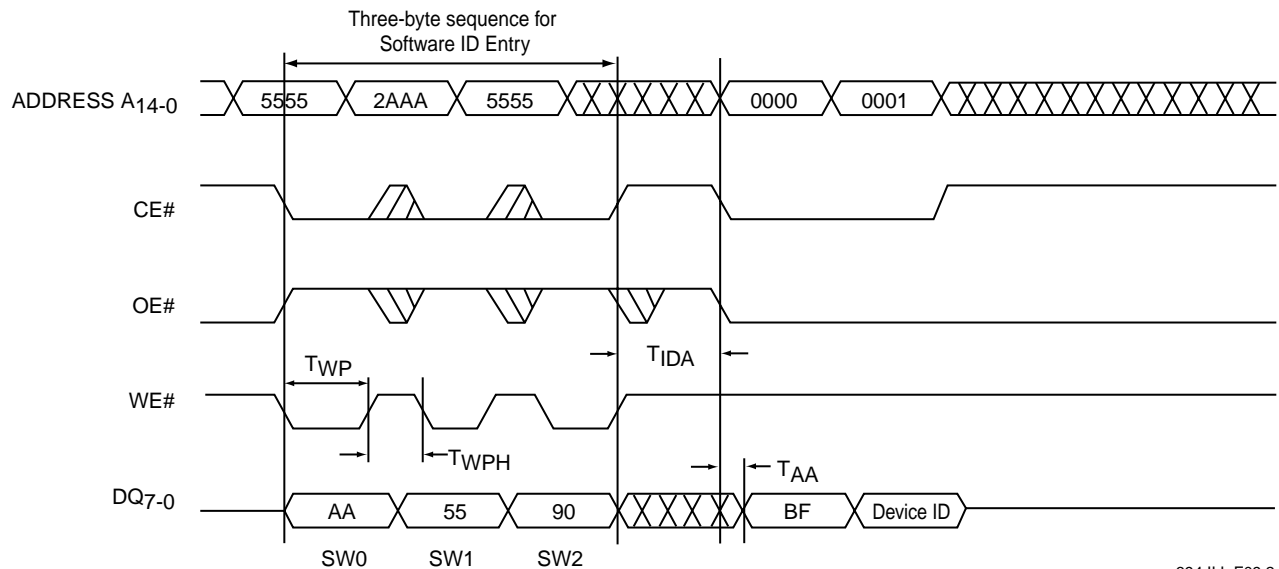 Three-byte sequence for
Software ID Entry
ADDRESS A14-0
5555 2AAA 5555 0000 0001
CE#
OE#
TIDA
TWP
WE#
TWPH
TAA
DQ7-0
AA 55 90 BF Device ID
SW0 SW1 SW2